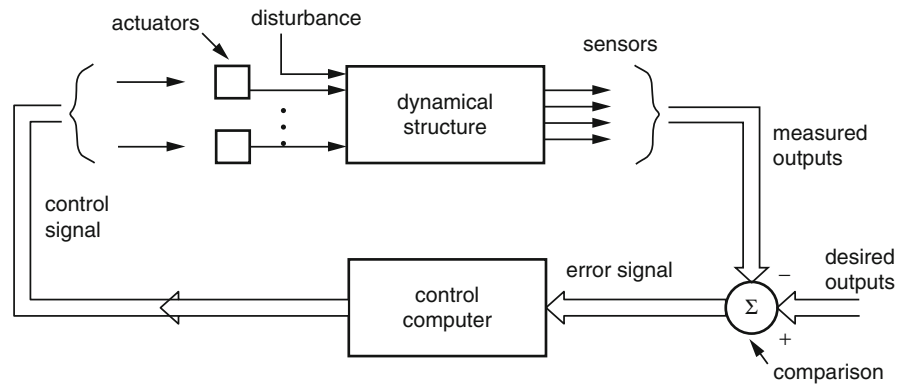 disturbance
actuators
sensors
dynamical
structure
measured
outputs
control
signal
error signal
desired
outputs
control
computer
−
Σ
+
comparison